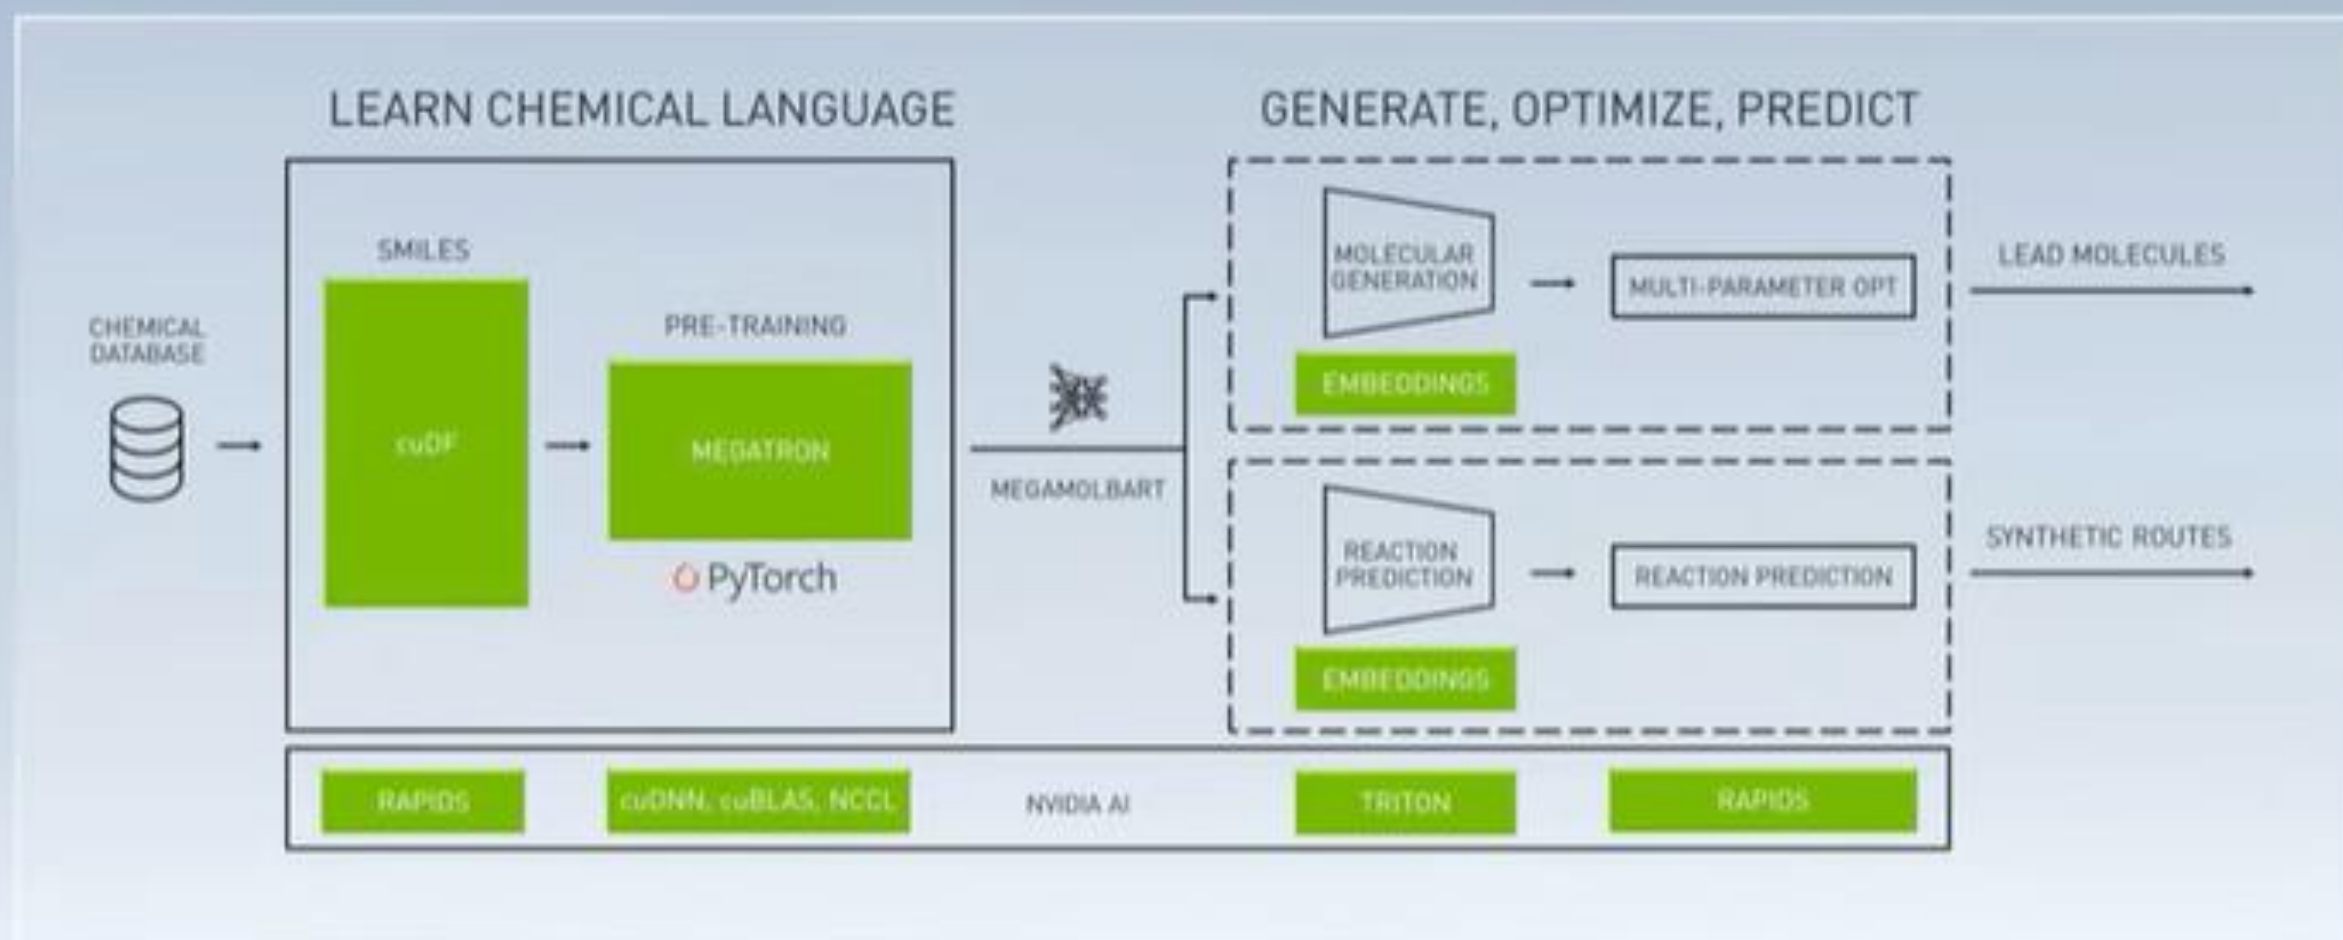 LEARN CHEMICAL LANGUAGE
GENERATE, OPTIMIZE, PREDICT
CHEMICAL
DATABASE
SMILES
cuDF
PRE-TRAINING
MEGATRON
PyTorch
MEGAMOLBART
MOLECULAR
GENERATION
EMBEDDINGS
MULTI-PARAMETER OPT
LEAD MOLECULES
REACTION
PREDICTION
EMBEDDINGS
REACTION PREDICTION
SYNTHETIC ROUTES
RAPIDS
cuDNN, cuBLAS, NCCL
NVIDIA AI
TRITON
RAPIDS